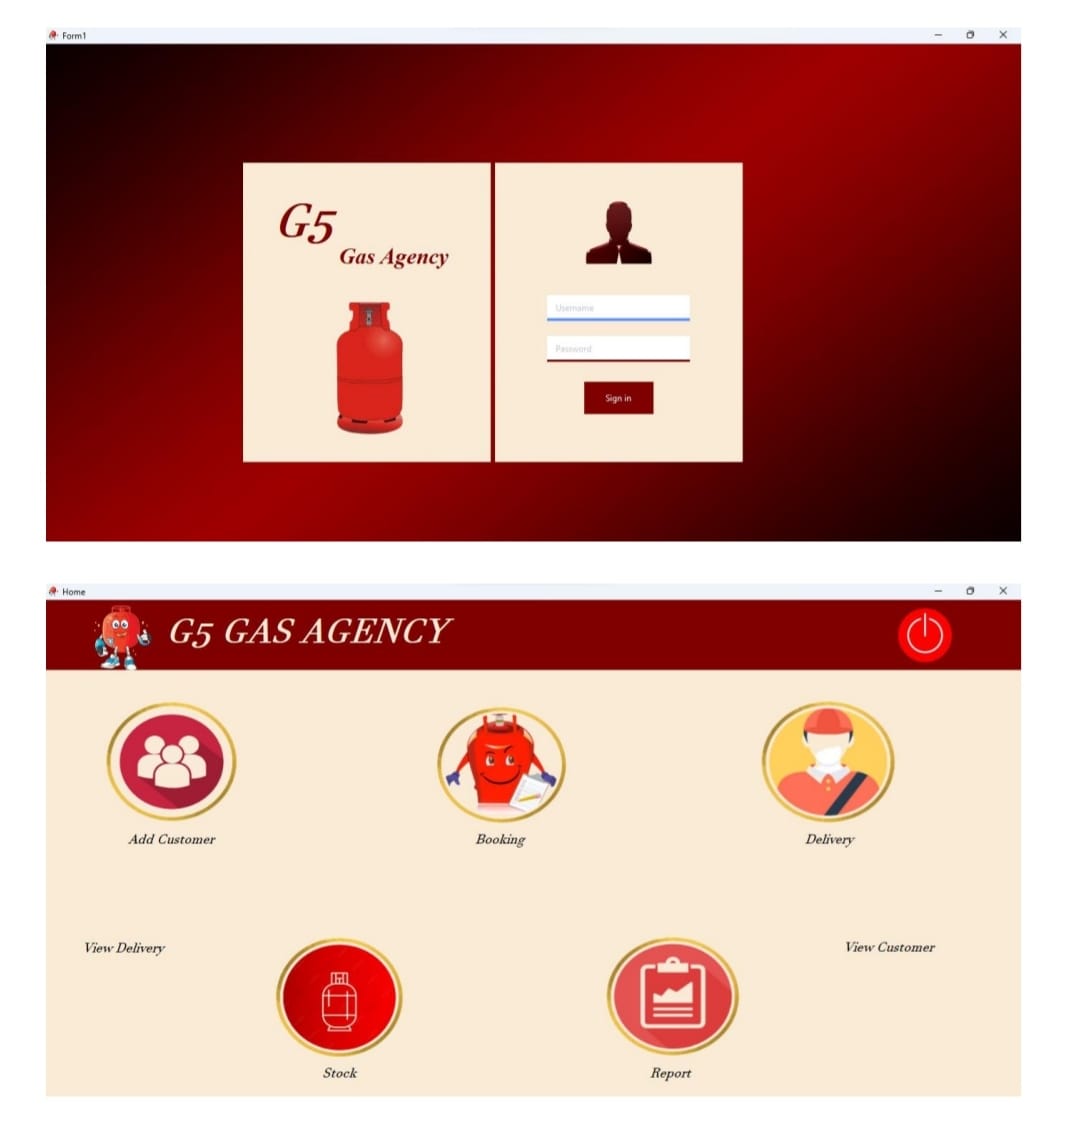 Form1
G5
Gas Agency
Username
Password
Sign in
Home
G5 GAS AGENCY
Add Customer
Booking
Delivery
View Delivery
View Customer
Stock
Report